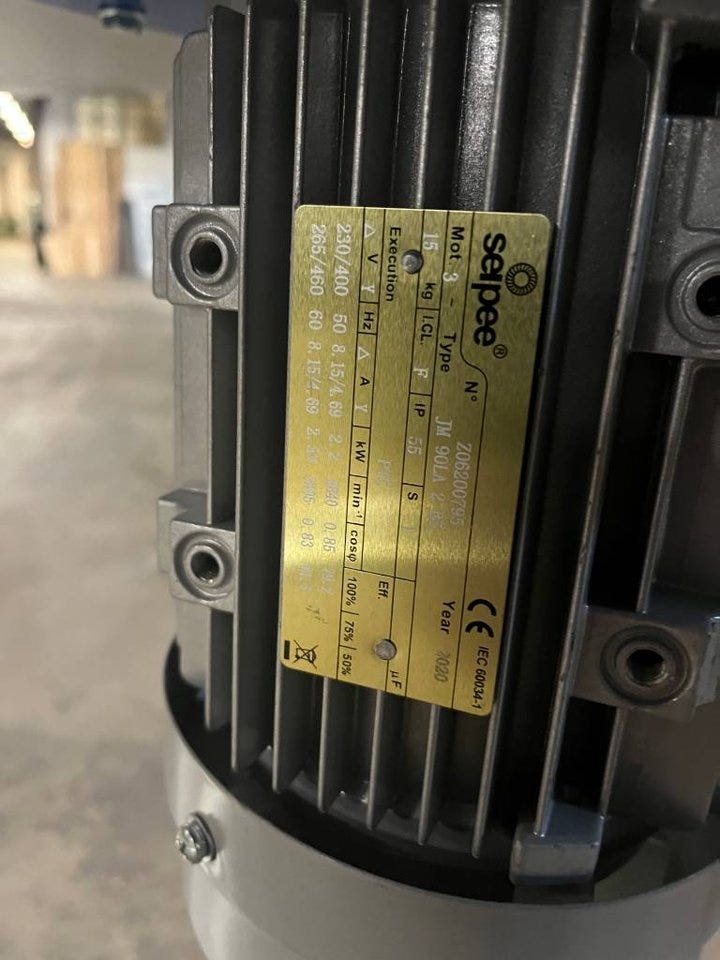 seipee®
N° Z06200795
CE IEC 60034-1
Mot. 3 ~ Type JM 90LA 2 Year 2020
15 kg I.CL. F IP 55 S 1 μF
Execution Eff.
Δ V Y Hz Δ A Y kW min-1 cosφ 100% 75% 50%
230/400 50 8.15/4.69 2.2 0.85
265/460 60 8.15/4.69 0.83